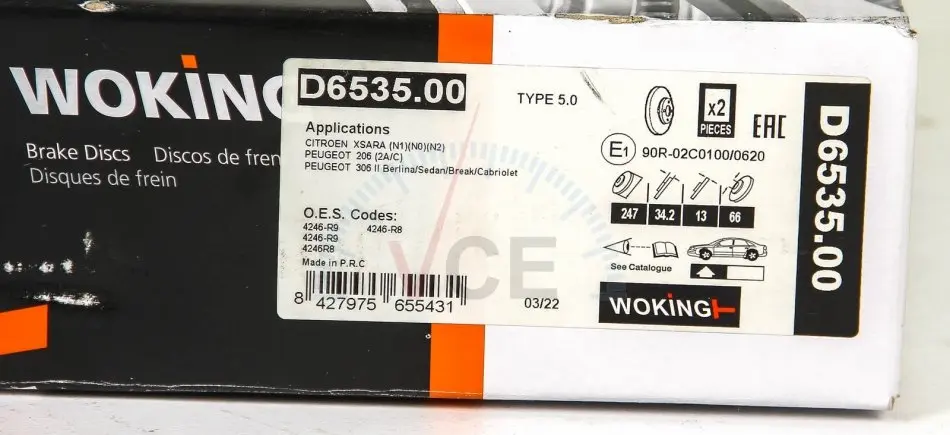 WOKING
Brake Discs Discos de fren
Disques de frein
D6535.00
TYPE 5.0
Applications
CITROEN XSARA (N1)(N0)(N2)
PEUGEOT 206 (2A/C)
PEUGEOT 306 II Berlina/Sedan/Break/Cabriolet
O.E.S. Codes:
4246-R9 4246-R8
4246-R9
4246R8
Made in P.R.C
8 427975 655431
03/22
x2
PIECES
EAC
E1 90R-02C0100/0620
247 34.2 13 66
See Catalogue
WOKING
D6535.00
VCE